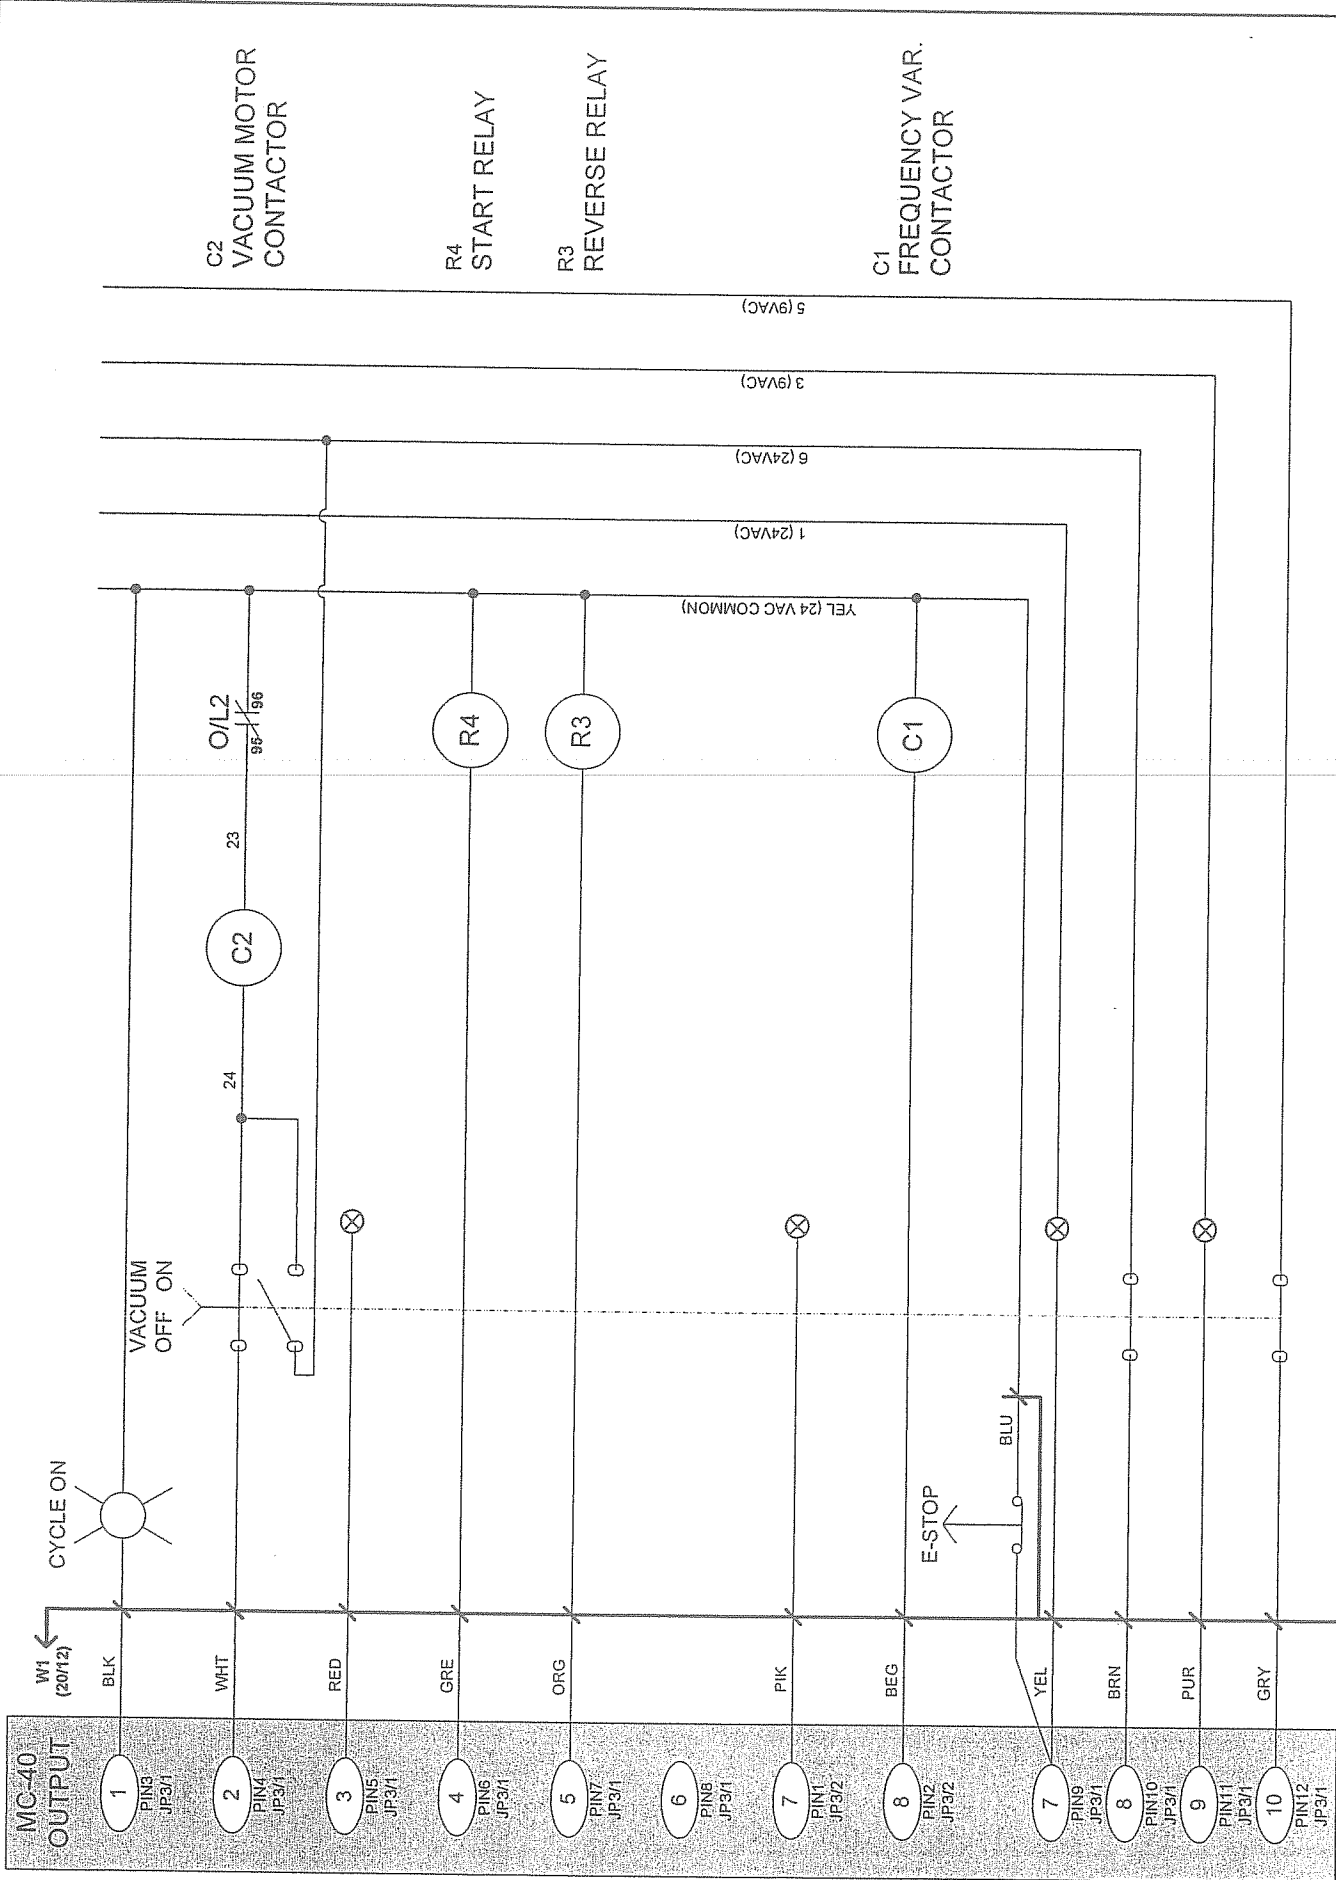 MC-40
OUTPUT
W1
(20/12)
1
PIN3
JP3/1
BLK
CYCLE ON
2
PIN4
JP3/1
WHT
VACUUM
OFF ON
24
C2
23
O/L2
95
96
C2
VACUUM MOTOR
CONTACTOR
3
PIN5
JP3/1
RED
4
PIN6
JP3/1
GRE
R4
R4
START RELAY
5
PIN7
JP3/1
ORG
R3
R3
REVERSE RELAY
6
PIN8
JP3/1
7
PIN1
JP3/2
PIK
8
PIN2
JP3/2
BEG
C1
C1
FREQUENCY VAR.
CONTACTOR
E-STOP
BLU
YEL (24 VAC COMMON)
1 (24VAC)
6 (24VAC)
3 (9VAC)
5 (9VAC)
7
PIN9
JP3/1
YEL
8
PIN10
JP3/1
BRN
9
PIN11
JP3/1
PUR
10
PIN12
JP3/1
GRY